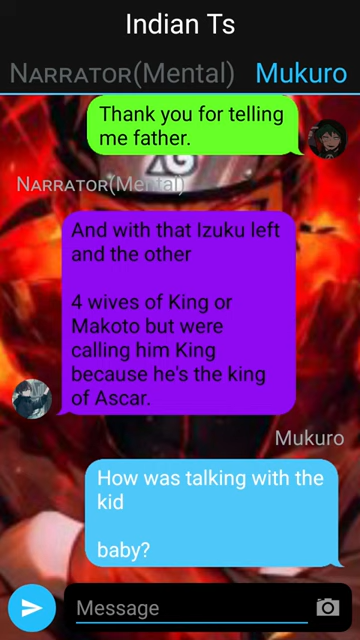 Indian Ts
Narrator(Mental) Mukuro
Thank you for telling
me father.
Narrator(Mental)
And with that Izuku left
and the other
4 wives of King or
Makoto but were
calling him King
because he's the king
of Ascar.
Mukuro
How was talking with the
kid
baby?
Message